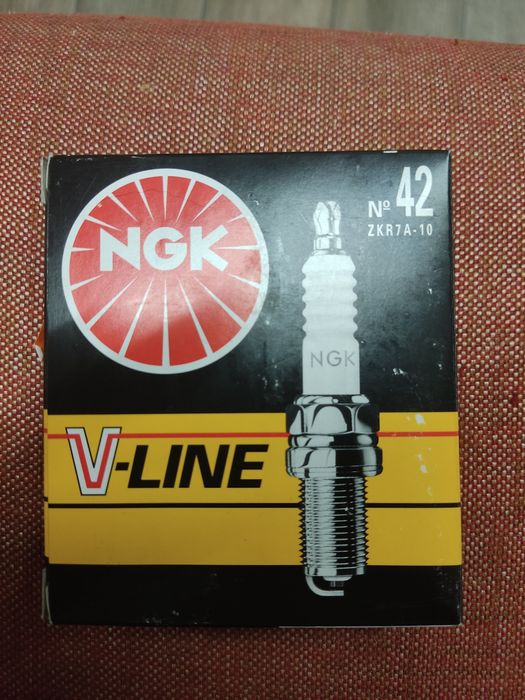 NGK
Nº 42
ZKR7A-10
NGK
V-LINE